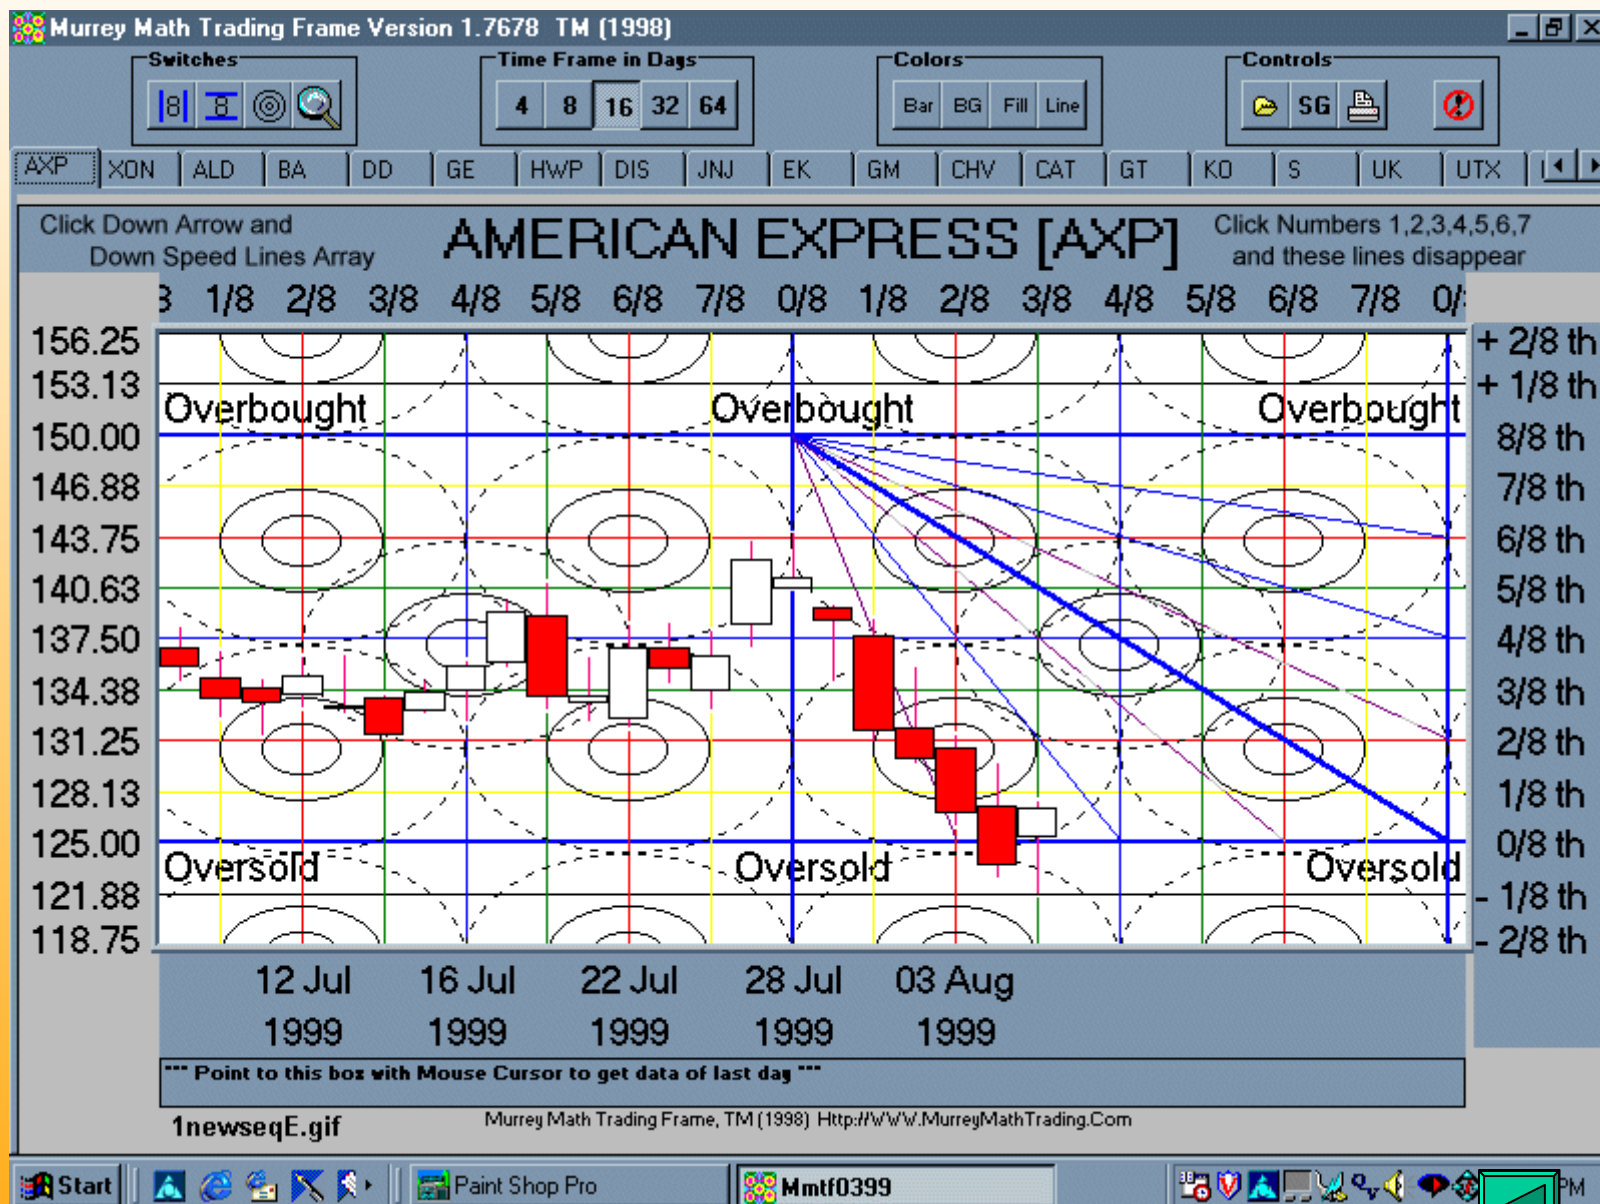 Murrey Math Trading Frame Version 1.7678 TM (1998)
Switches Time Frame in Days Colors Controls
|8| 8 4 8 16 32 64 Bar BG Fill Line SG
AXP XON ALD BA DD GE HWP DIS JNJ EK GM CHV CAT GT KO S UK UTX
Click Down Arrow and
Down Speed Lines Array
AMERICAN EXPRESS [AXP]
Click Numbers 1,2,3,4,5,6,7
and these lines disappear
1/8 2/8 3/8 4/8 5/8 6/8 7/8 0/8 1/8 2/8 3/8 4/8 5/8 6/8 7/8 0/
156.25 + 2/8 th
153.13 + 1/8 th
Overbought Overbought Overbought
150.00 8/8 th
146.88 7/8 th
143.75 6/8 th
140.63 5/8 th
137.50 4/8 th
134.38 3/8 th
131.25 2/8 th
128.13 1/8 th
125.00 0/8 th
Oversold Oversold Oversold
121.88 - 1/8 th
118.75 - 2/8 th
12 Jul 16 Jul 22 Jul 28 Jul 03 Aug
1999 1999 1999 1999 1999
*** Point to this box with Mouse Cursor to get data of last day ***
1newseqE.gif
Murrey Math Trading Frame, TM (1998) Http://WWW.MurreyMathTrading.Com
Start Paint Shop Pro Mmtf0399 PM